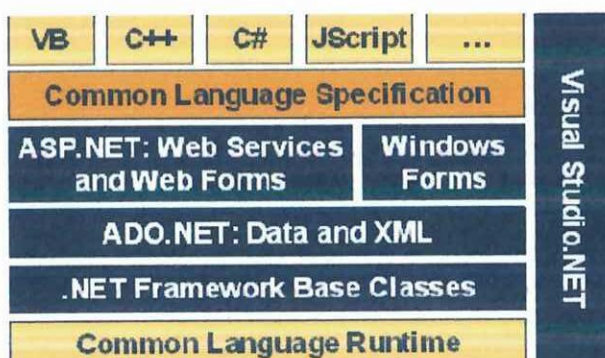 VB C++ C# JScript ...
Common Language Specification
ASP.NET: Web Services
and Web Forms
Windows
Forms
ADO.NET: Data and XML
.NET Framework Base Classes
Common Language Runtime
Visual Studio.NET